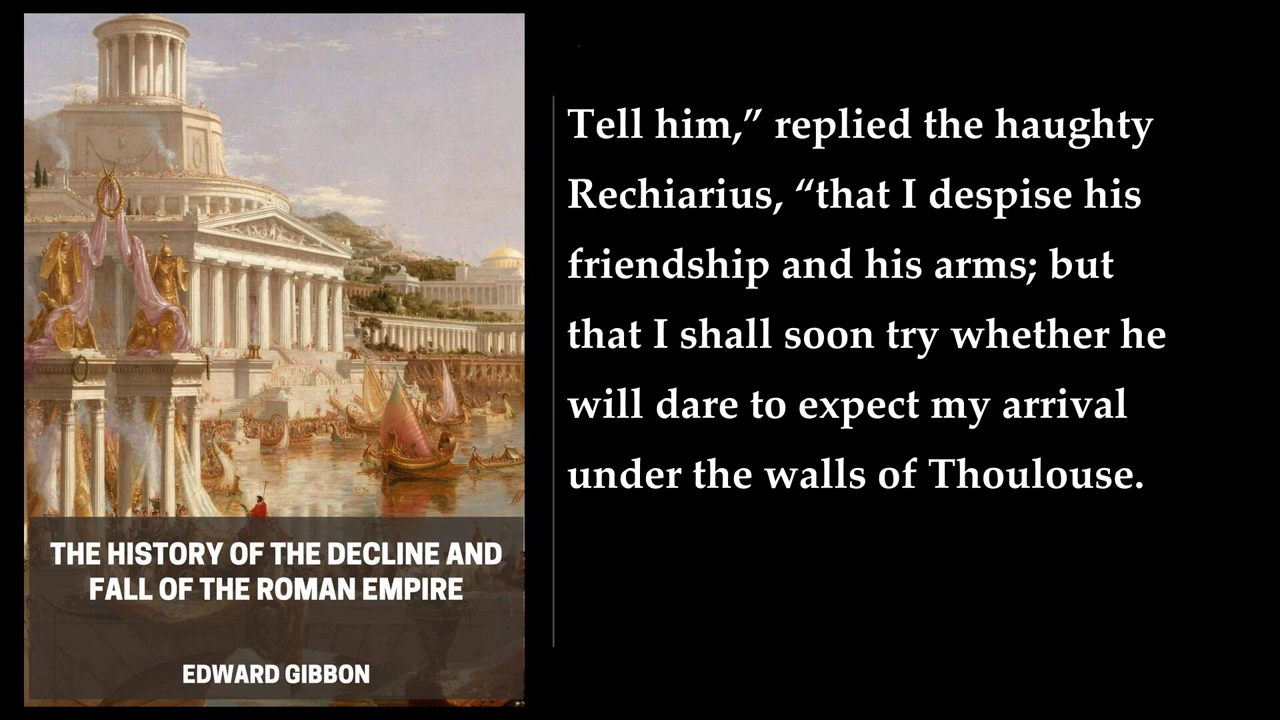 THE HISTORY OF THE DECLINE AND
FALL OF THE ROMAN EMPIRE
EDWARD GIBBON
Tell him,” replied the haughty
Rechiarius, “that I despise his
friendship and his arms; but
that I shall soon try whether he
will dare to expect my arrival
under the walls of Thoulouse.